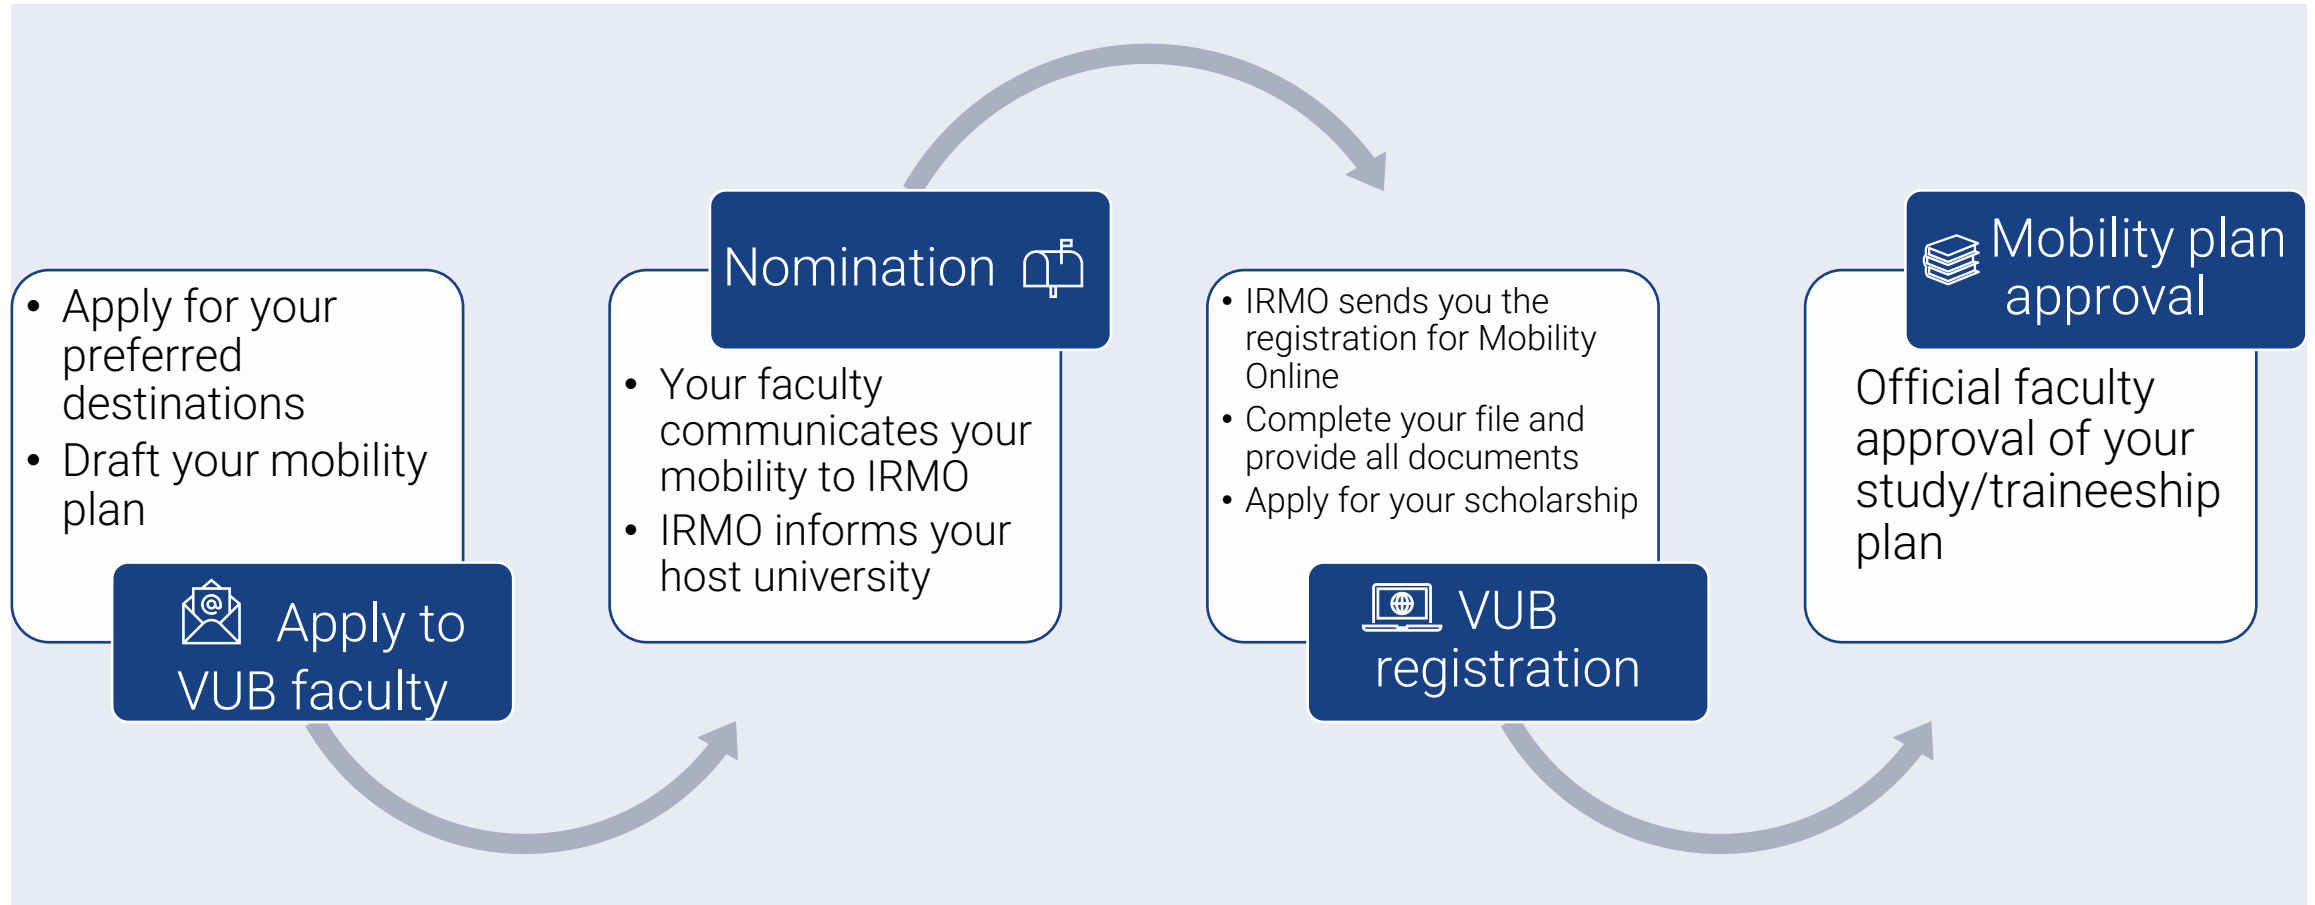 • Apply for your
preferred
destinations
• Draft your mobility
plan
Apply to
VUB faculty
Nomination
• Your faculty
communicates your
mobility to IRMO
• IRMO informs your
host university
• IRMO sends you the
registration for Mobility
Online
• Complete your file and
provide all documents
• Apply for your scholarship
VUB
registration
Mobility plan
approval
Official faculty
approval of your
study/traineeship
plan